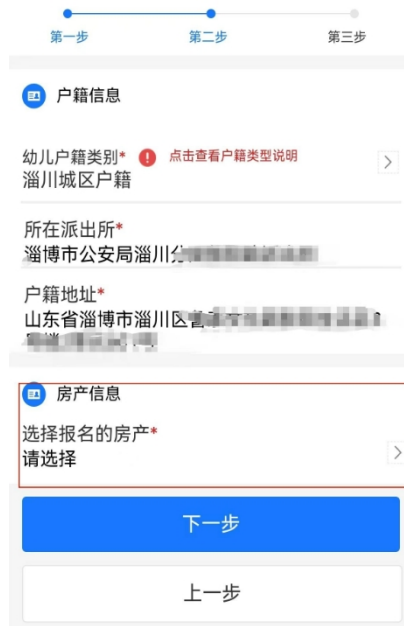 第一步 第二步 第三步
户籍信息
幼儿户籍类别* 点击查看户籍类型说明
淄川城区户籍
所在派出所*
淄博市公安局淄川分
户籍地址*
山东省淄博市淄川区
房产信息
选择报名的房产*
请选择
下一步
上一步